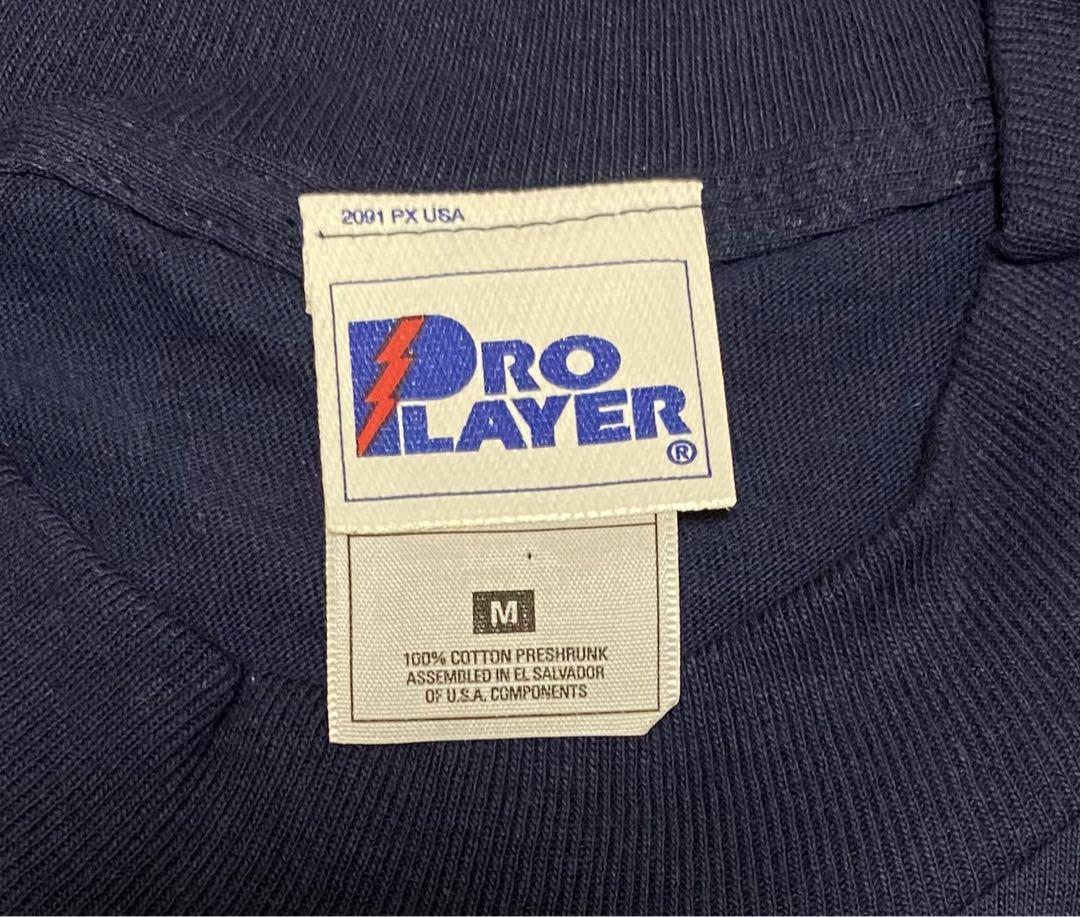 2091 PX USA
PRO
PLAYER
®
M
100% COTTON PRESHRUNK
ASSEMBLED IN EL SALVADOR
OF U.S.A. COMPONENTS